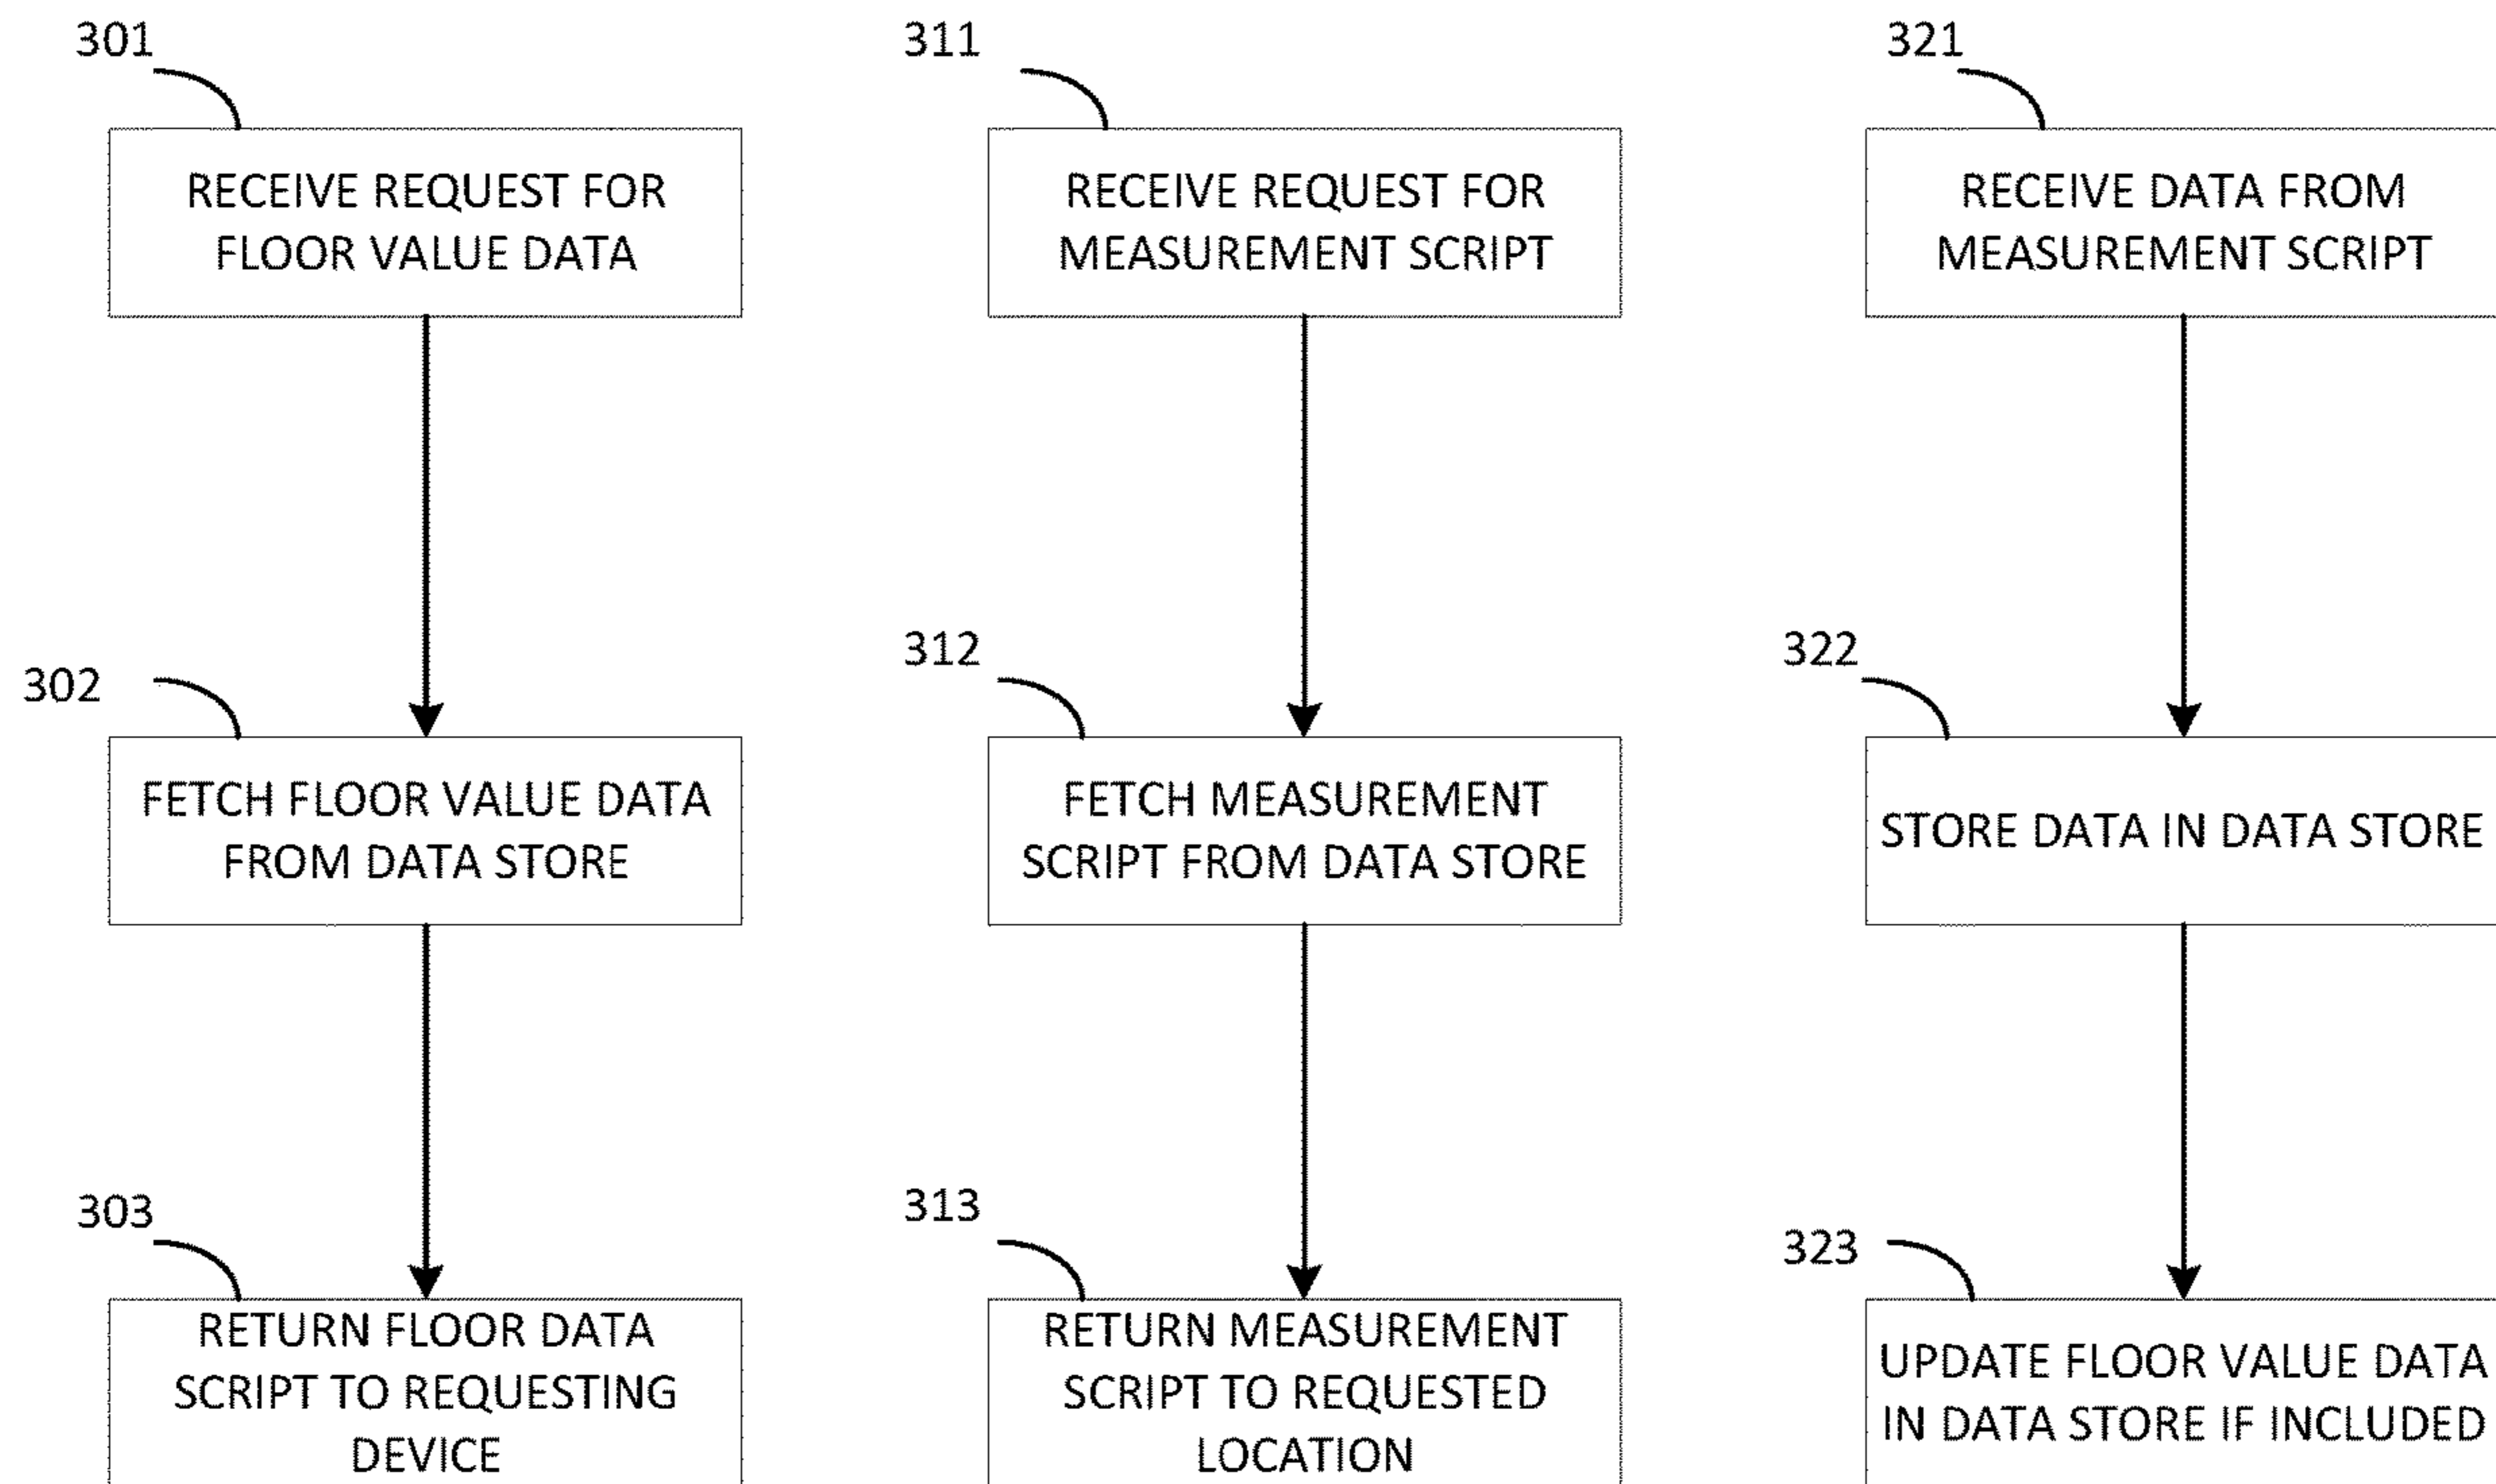 301
RECEIVE REQUEST FOR
FLOOR VALUE DATA
302
FETCH FLOOR VALUE DATA
FROM DATA STORE
303
RETURN FLOOR DATA
SCRIPT TO REQUESTING
DEVICE
311
RECEIVE REQUEST FOR
MEASUREMENT SCRIPT
312
FETCH MEASUREMENT
SCRIPT FROM DATA STORE
313
RETURN MEASUREMENT
SCRIPT TO REQUESTED
LOCATION
321
RECEIVE DATA FROM
MEASUREMENT SCRIPT
322
STORE DATA IN DATA STORE
323
UPDATE FLOOR VALUE DATA
IN DATA STORE IF INCLUDED